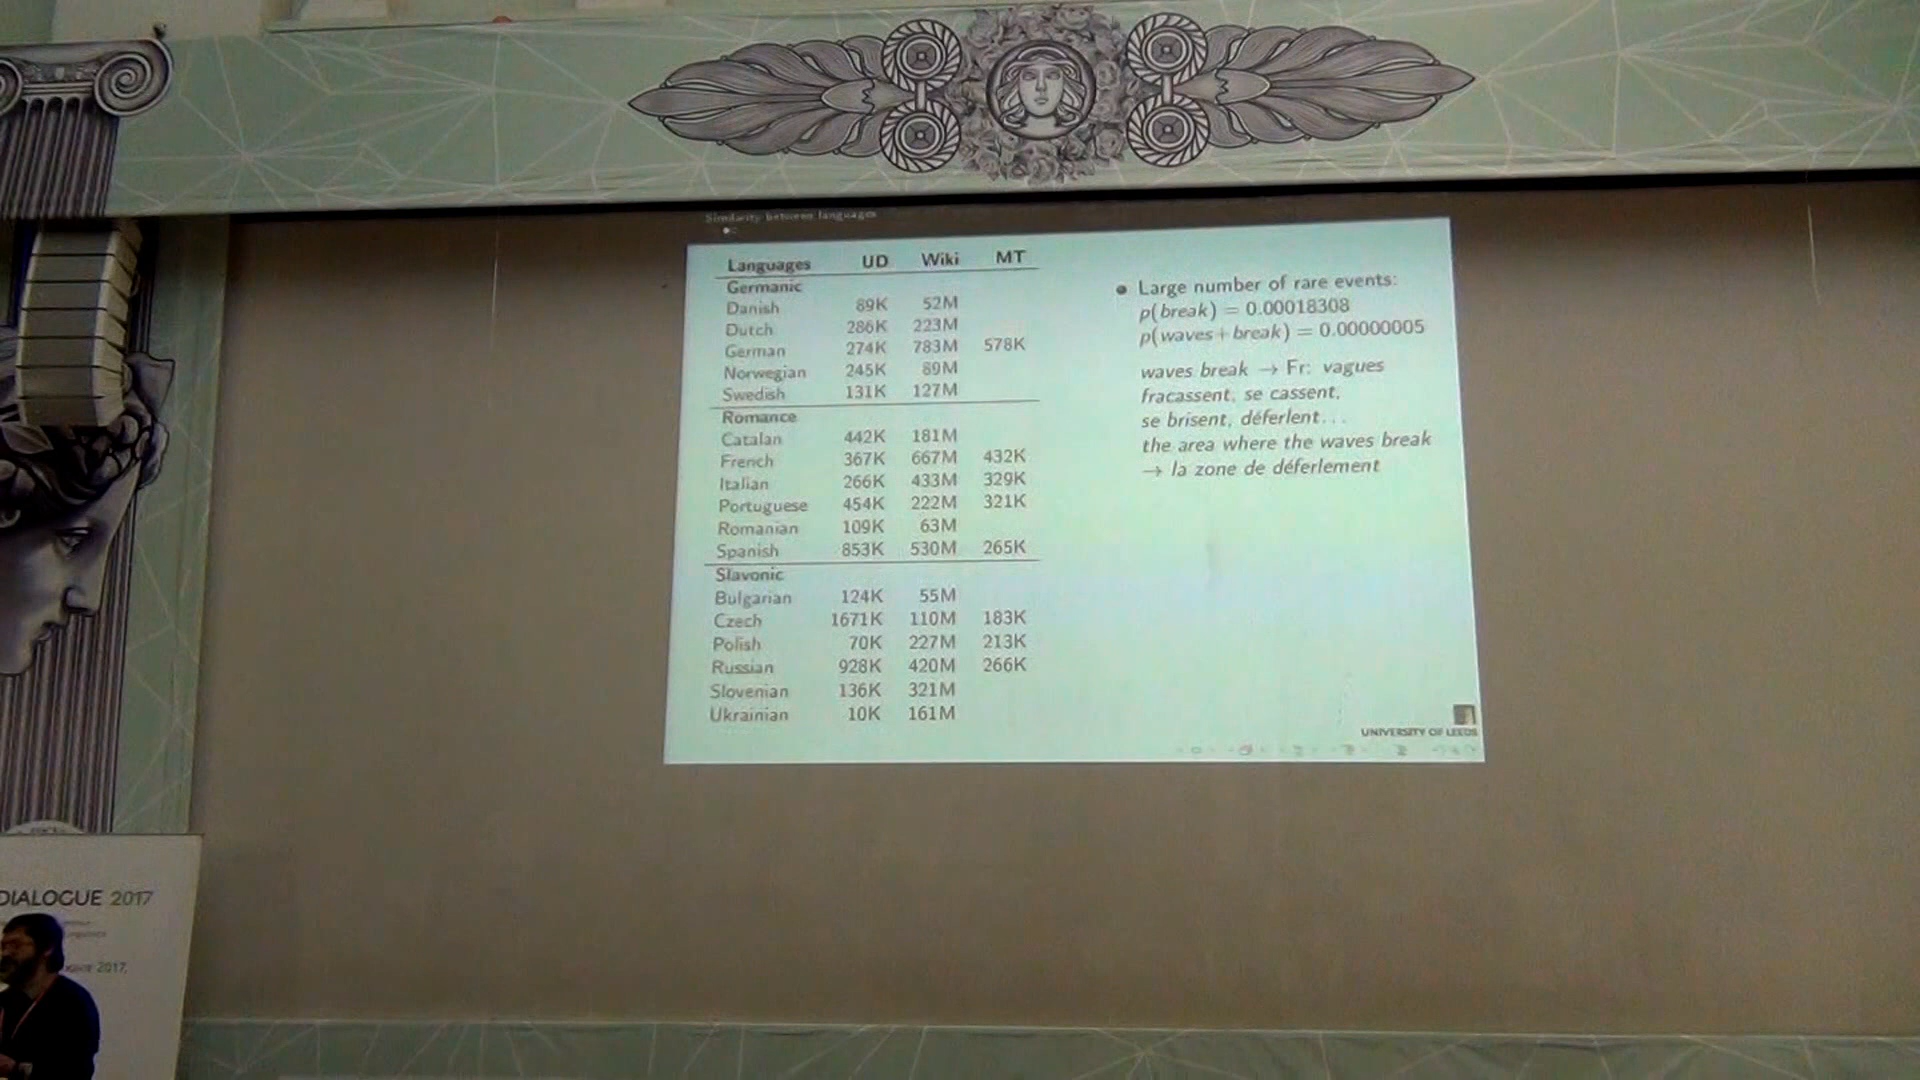 Similarity between languages
Languages UD Wiki MT
Germanic
Danish 89K 52M
Dutch 286K 223M
German 274K 783M 578K
Norwegian 245K 89M
Swedish 131K 127M
Romance
Catalan 442K 181M
French 367K 667M 432K
Italian 266K 433M 329K
Portuguese 454K 222M 321K
Romanian 109K 63M
Spanish 853K 530M 265K
Slavonic
Bulgarian 124K 55M
Czech 1671K 110M 183K
Polish 70K 227M 213K
Russian 928K 420M 266K
Slovenian 136K 321M
Ukrainian 10K 161M
• Large number of rare events:
p(break) = 0.00018308
p(waves+break) = 0.00000005
waves break → Fr: vagues
fracassent, se cassent,
se brisent, déferlent...
the area where the waves break
→ la zone de déferlement
UNIVERSITY OF LEEDS
DIALOGUE 2017
2017,